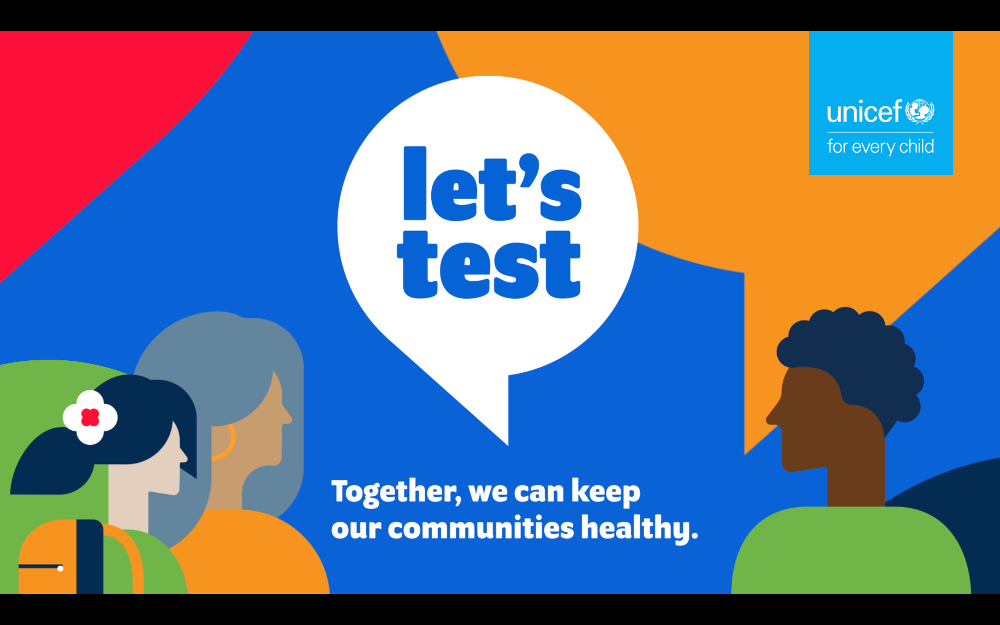 let’s
test
unicef
for every child
Together, we can keep
our communities healthy.